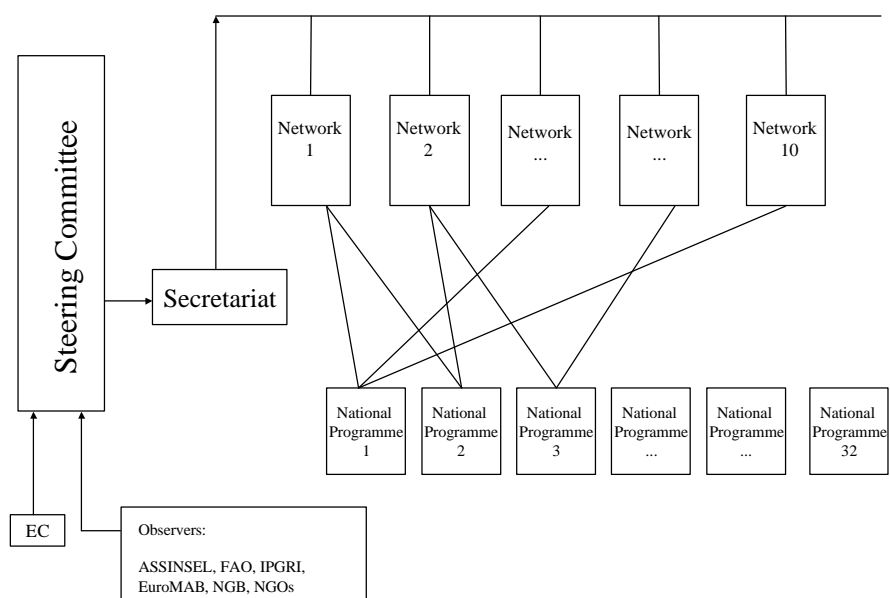 Steering Committee
Secretariat
Network
1
Network
2
Network
...
Network
...
Network
10
National
Programme
1
National
Programme
2
National
Programme
3
National
Programme
...
National
Programme
...
National
Programme
32
EC
Observers:
ASSINSEL, FAO, IPGRI,
EuroMAB, NGB, NGOs